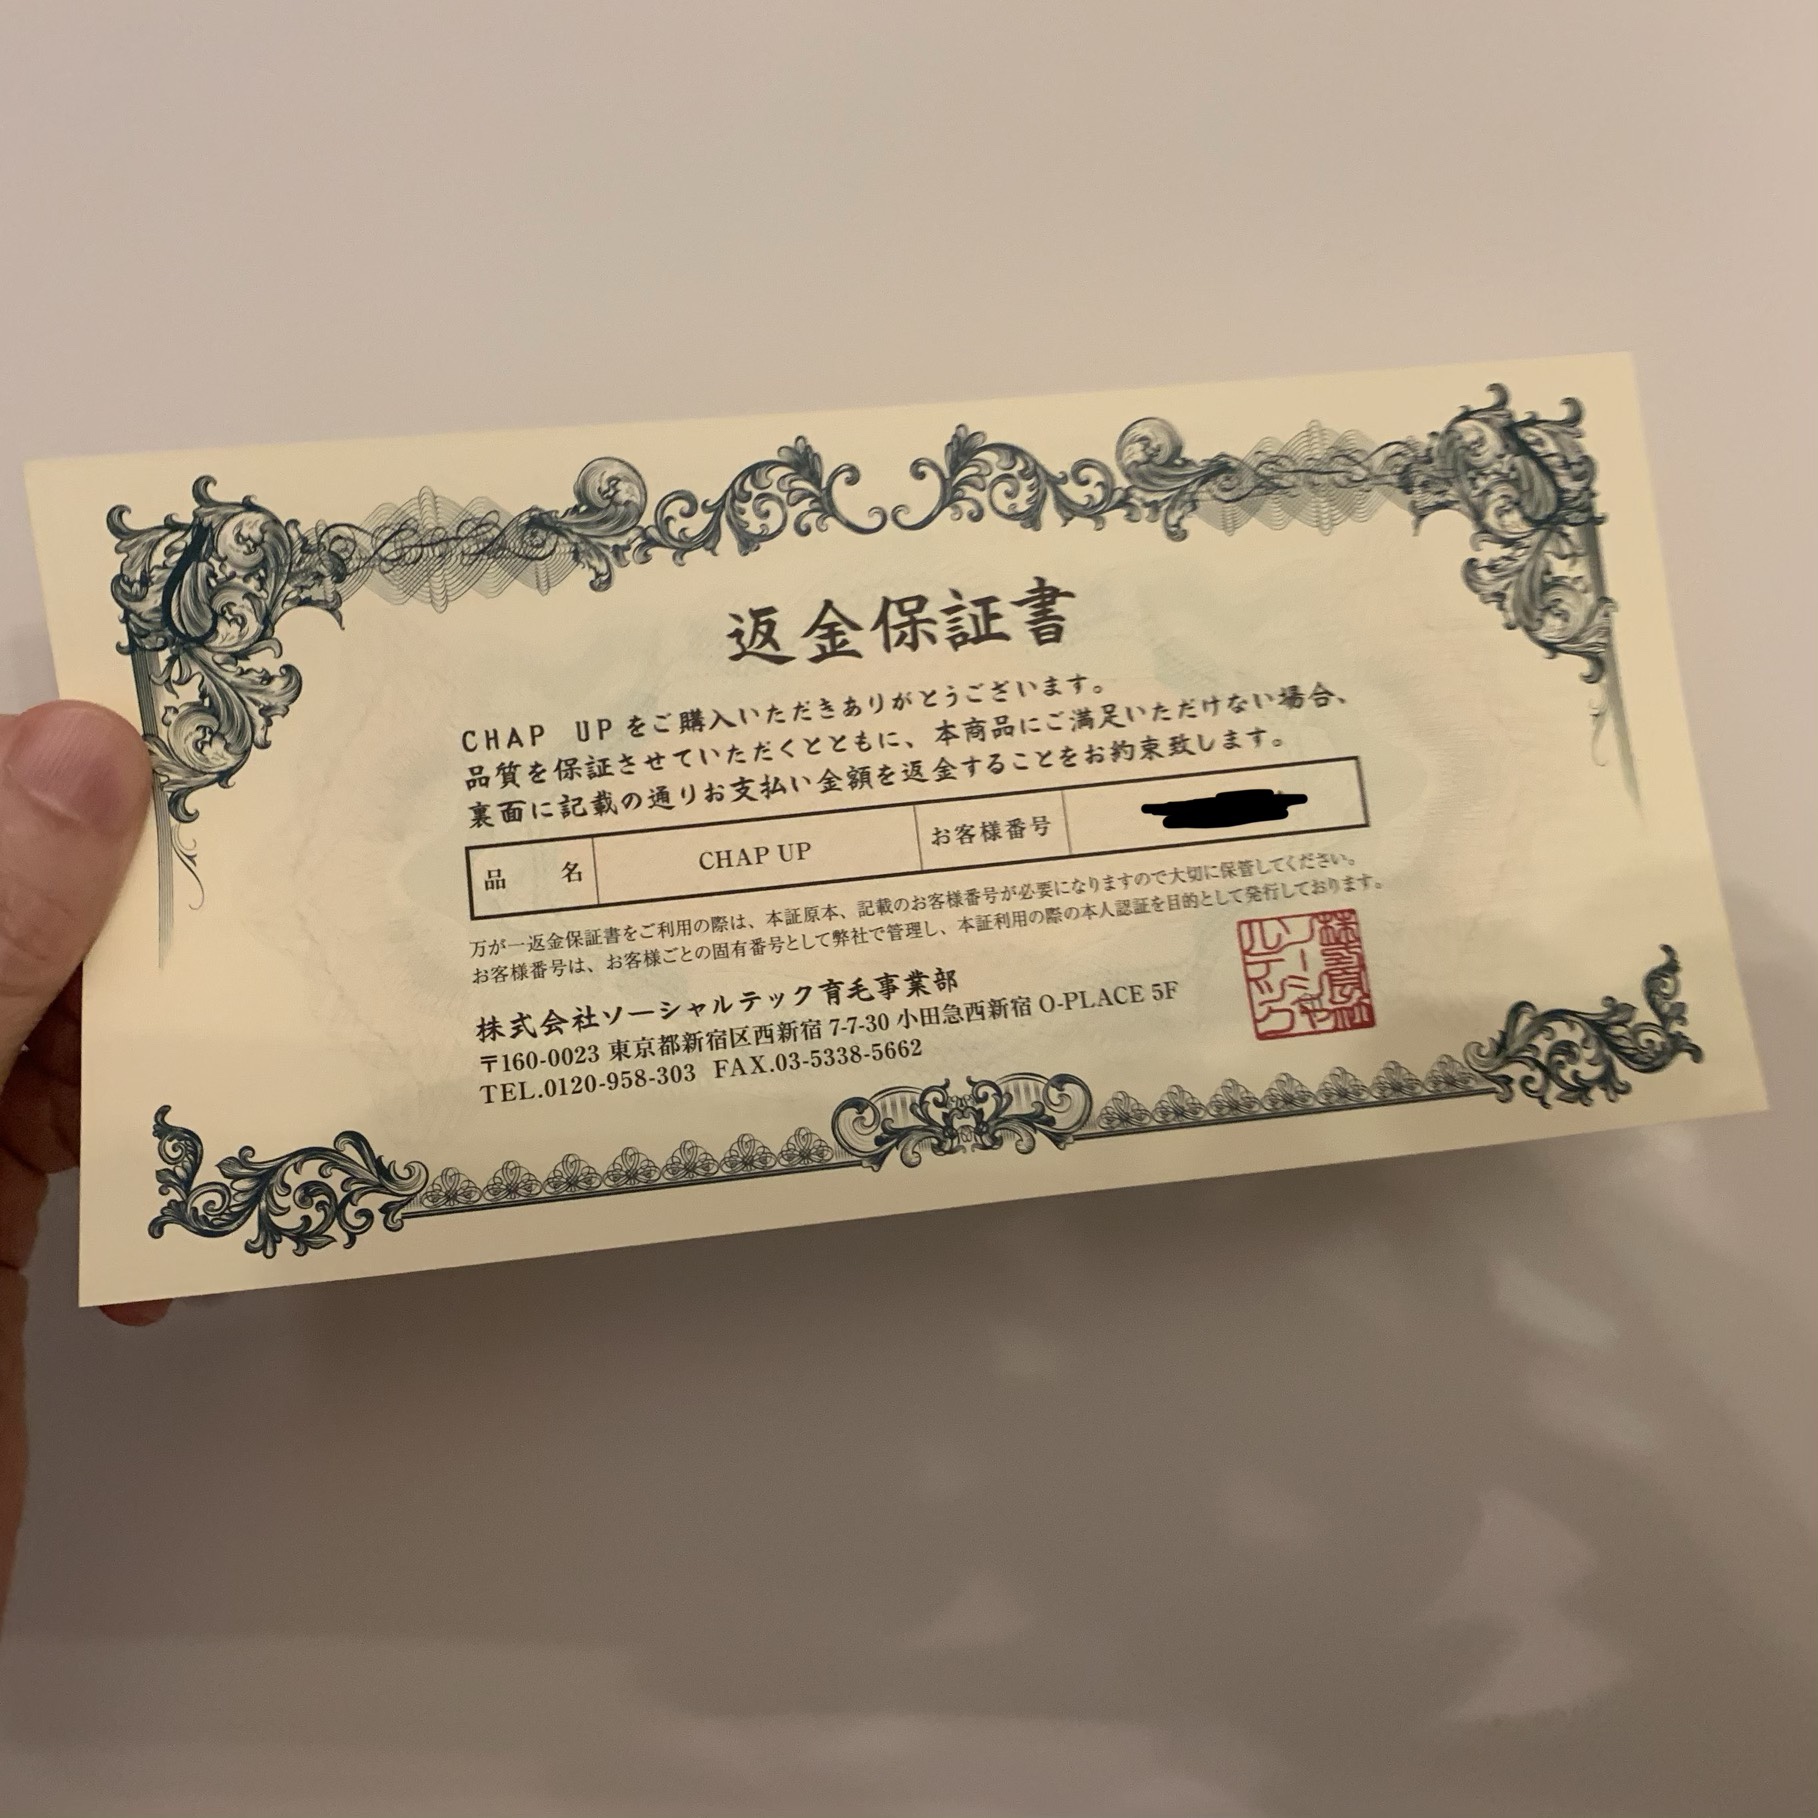 返金保証書
CHAP UPをご購入いただきありがとうございます。
品質を保証させていただくとともに、本商品にご満足いただけない場合、
裏面に記載の通りお支払い金額を返金することをお約束致します。
品名 CHAP UP お客様番号
万が一返金保証書をご利用の際は、本証原本、記載のお客様番号が必要になりますので大切に保管してください。
お客様番号は、お客様ごとの固有番号として弊社で管理し、本証利用の際の本人認証を目的として発行しております。
株式会社ソーシャルテック育毛事業部
〒160-0023 東京都新宿区西新宿 7-7-30 小田急西新宿 O-PLACE 5F
TEL.0120-958-303 FAX.03-5338-5662
株式会社ソーシャルテック